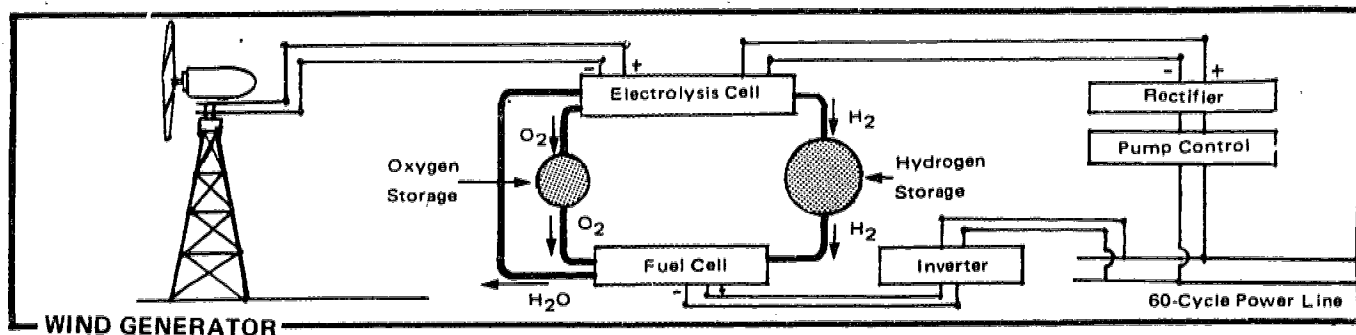 - +
Electrolysis Cell
- +
Rectifier
Pump Control
O2
H2
Oxygen
Storage
Hydrogen
Storage
O2
H2
Fuel Cell
-
H2O
Inverter
60-Cycle Power Line
WIND GENERATOR